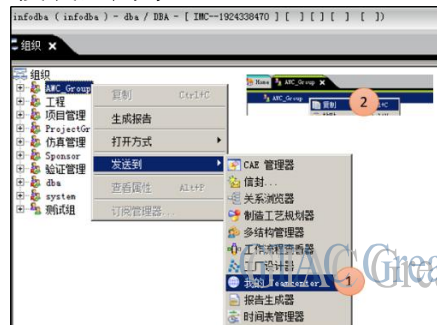 infodba ( infodba ) - dba / DBA - [ IMC--1924338470 ] [ ] [ ] [ ] [ ])
组织
组织
AWC_Group
工程
项目管理
ProjectGr
仿真管理
Sponsor
验证管理
dba
system
测试组
复制 Ctrl+C
生成报告
打开方式
发送到
查看属性 Alt+P
订阅管理器...
Home AWC_Group
AWC_Group
复制 Ctrl+C
2
CAE 管理器
信封...
关系浏览器
制造工艺规划器
多结构管理器
工作流程查看器
工厂设计器
我的 Teamcenter
1
报告生成器
时间表管理器
GTAC Grea